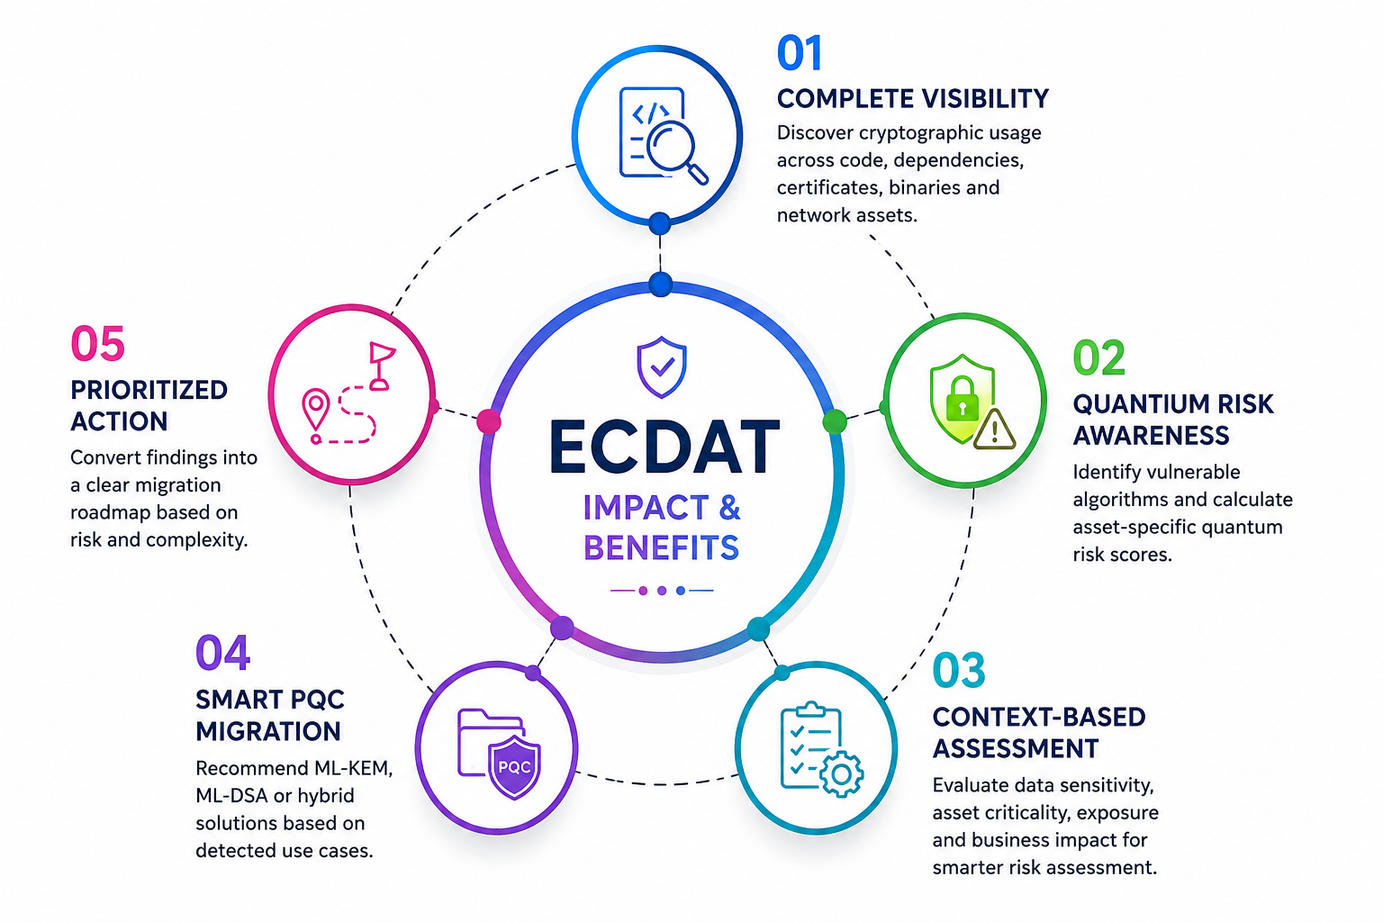 01
COMPLETE VISIBILITY
Discover cryptographic usage
across code, dependencies,
certificates, binaries and
network assets.
02
QUANTIUM RISK
AWARENESS
Identify vulnerable
algorithms and calculate
asset-specific quantum
risk scores.
03
CONTEXT-BASED
ASSESSMENT
Evaluate data sensitivity,
asset criticality, exposure
and business impact for
smarter risk assessment.
04
SMART PQC
MIGRATION
Recommend ML-KEM,
ML-DSA or hybrid
solutions based on
detected use cases.
PQC
05
PRIORITIZED
ACTION
Convert findings into
a clear migration
roadmap based on
risk and complexity.
ECDAT
IMPACT &
BENEFITS